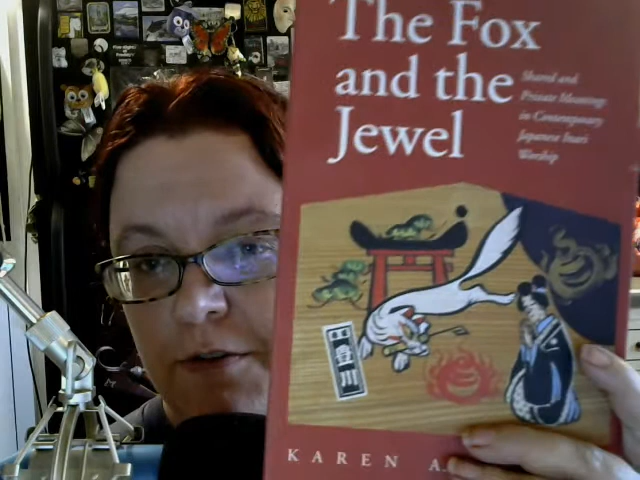 The Fox
and the
Jewel
Shared and
Private Meanings
in Contemporary
Japanese Inari
Worship
KAREN A.